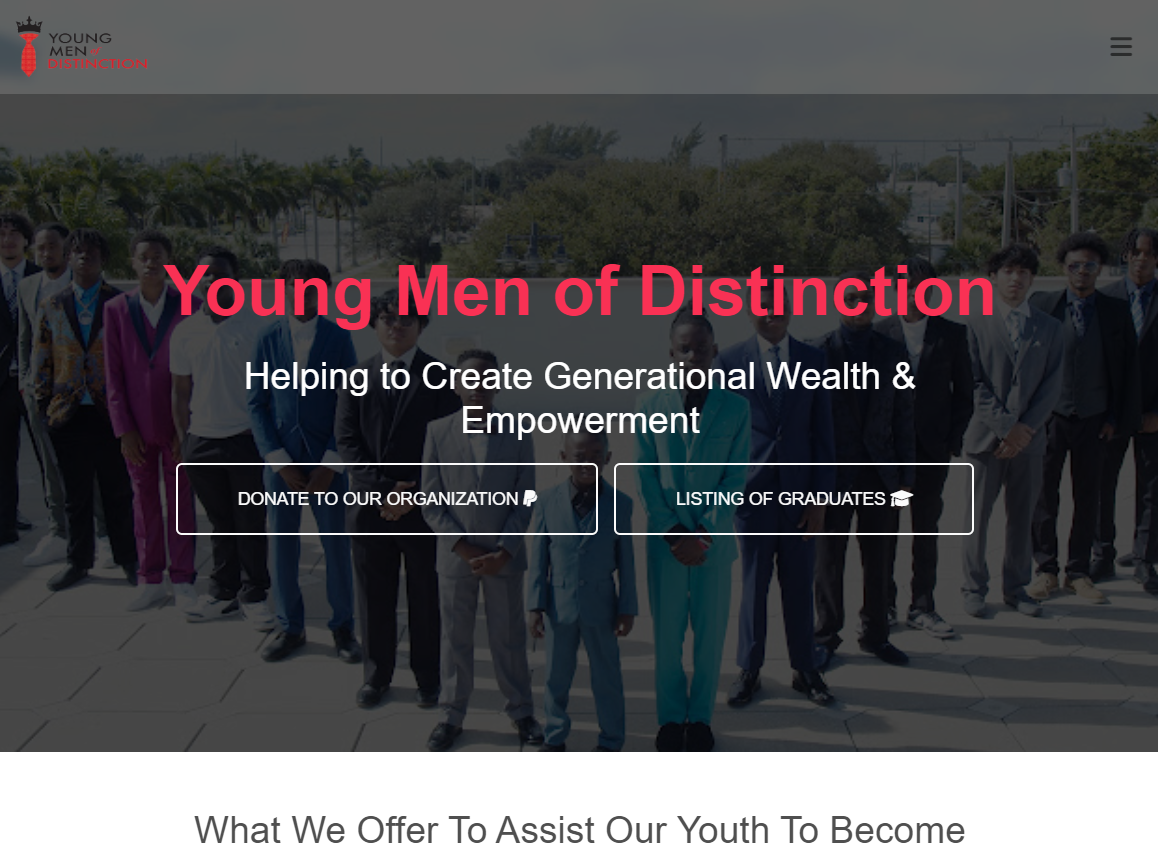 YOUNG
MEN of
DISTINCTION
Young Men of Distinction
Helping to Create Generational Wealth &
Empowerment
DONATE TO OUR ORGANIZATION
LISTING OF GRADUATES
What We Offer To Assist Our Youth To Become